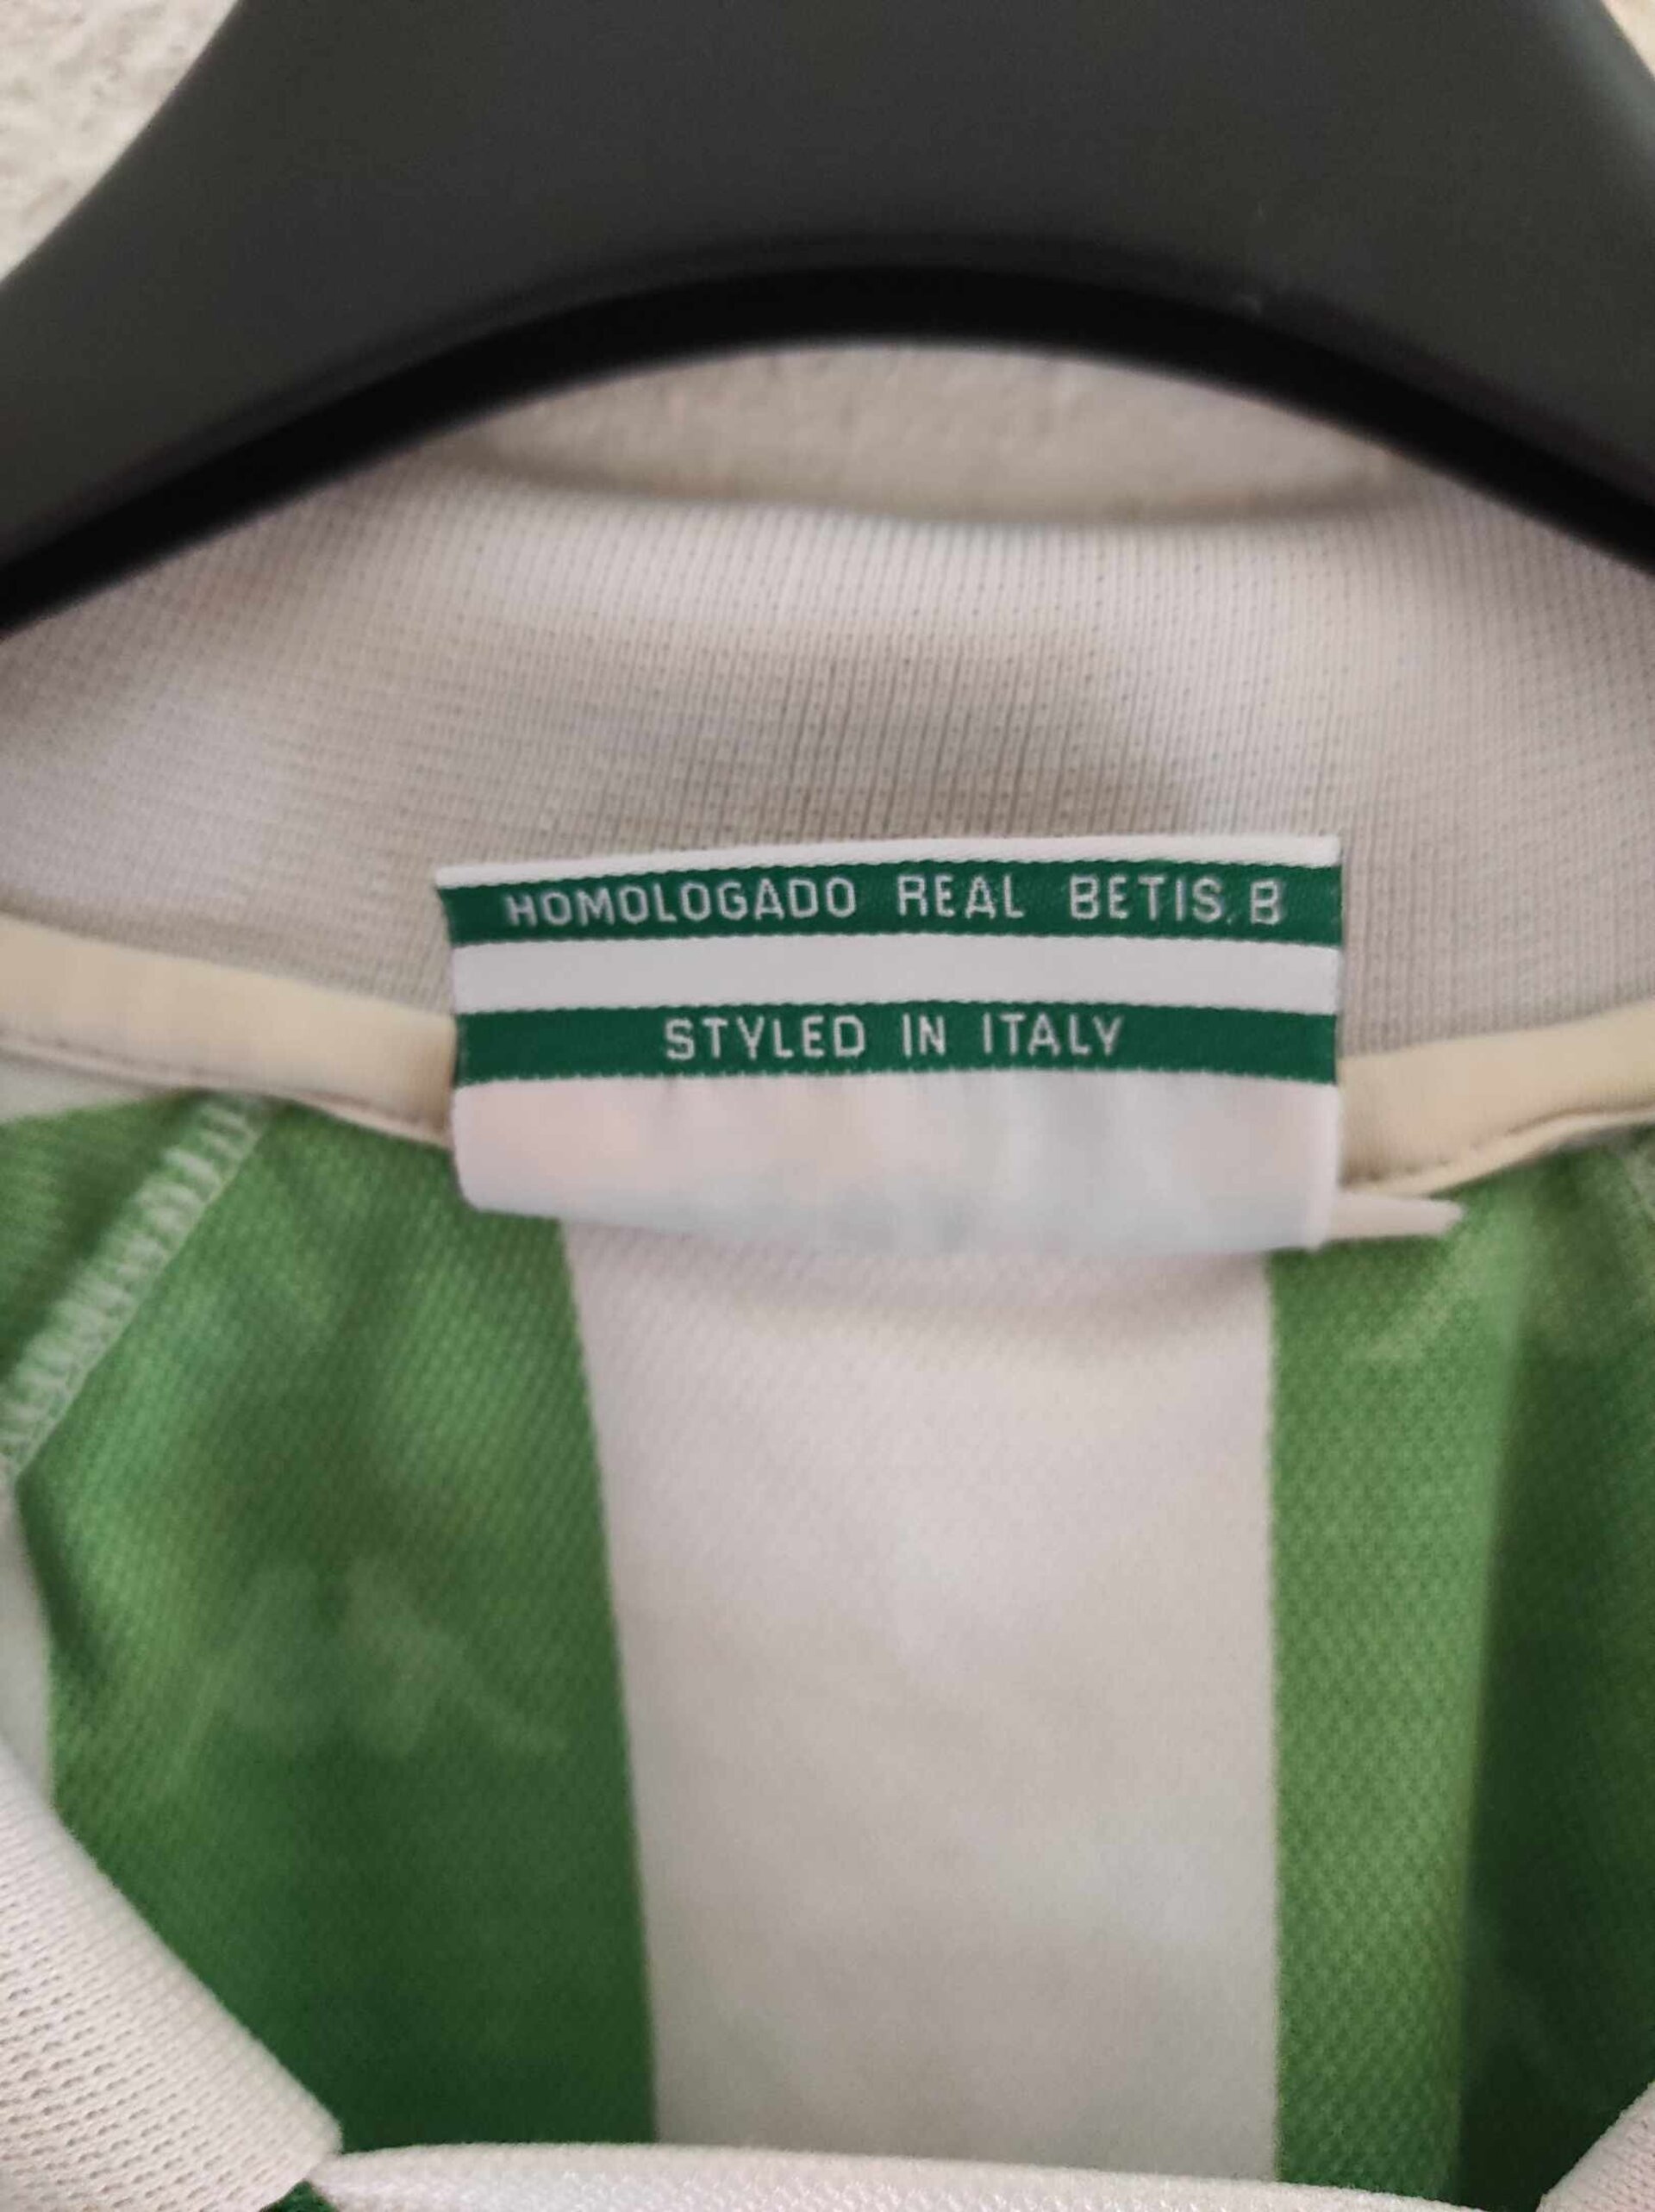 HOMOLOGADO REAL BETIS. B
STYLED IN ITALY